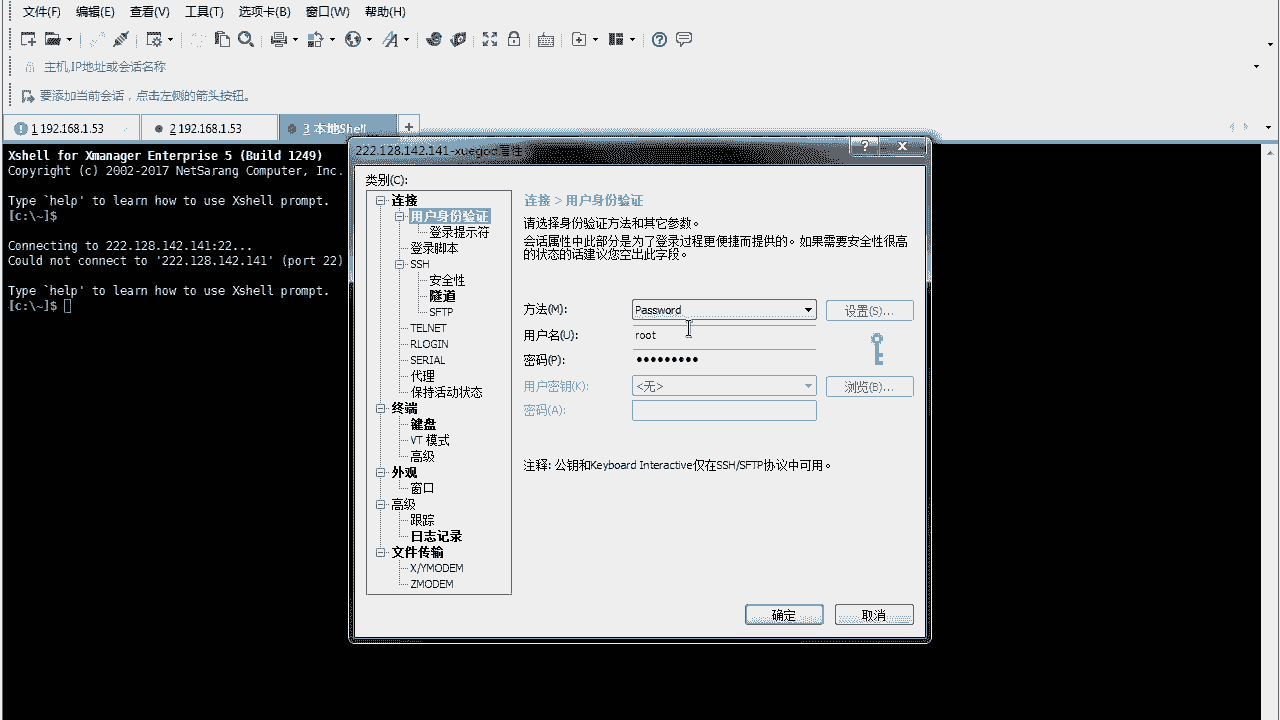 文件(F) 编辑(E) 查看(V) 工具(T) 选项卡(B) 窗口(W) 帮助(H)
主机,IP地址或会话名称
要添加当前会话，点击左侧的箭头按钮。
1 192.168.1.53
2 192.168.1.53
3 本地Shell
+
Xshell for Xmanager Enterprise 5 (Build 1249)
Copyright (c) 2002-2017 NetSarang Computer, Inc.
Type `help' to learn how to use Xshell prompt.
[c:\~]$
Connecting to 222.128.142.141:22...
Could not connect to '222.128.142.141' (port 22)
Type `help' to learn how to use Xshell prompt.
[c:\~]$
222.128.142.141-xuegod属性
类别(C):
连接
用户身份验证
登录提示符
登录脚本
SSH
安全性
隧道
SFTP
TELNET
RLOGIN
SERIAL
代理
保持活动状态
终端
键盘
VT 模式
高级
外观
窗口
高级
跟踪
日志记录
文件传输
X/YMODEM
ZMODEM
连接 > 用户身份验证
请选择身份验证方法和其它参数。
会话属性中此部分是为了登录过程更便捷而提供的。如果需要安全性很高
的状态的话建议您空出此字段。
方法(M): Password 设置(S)...
用户名(U): root
密码(P): ●●●●●●●●●
用户密钥(K): <无> 浏览(B)...
密码(A):
注释: 公钥和Keyboard Interactive仅在SSH/SFTP协议中可用。
确定 取消